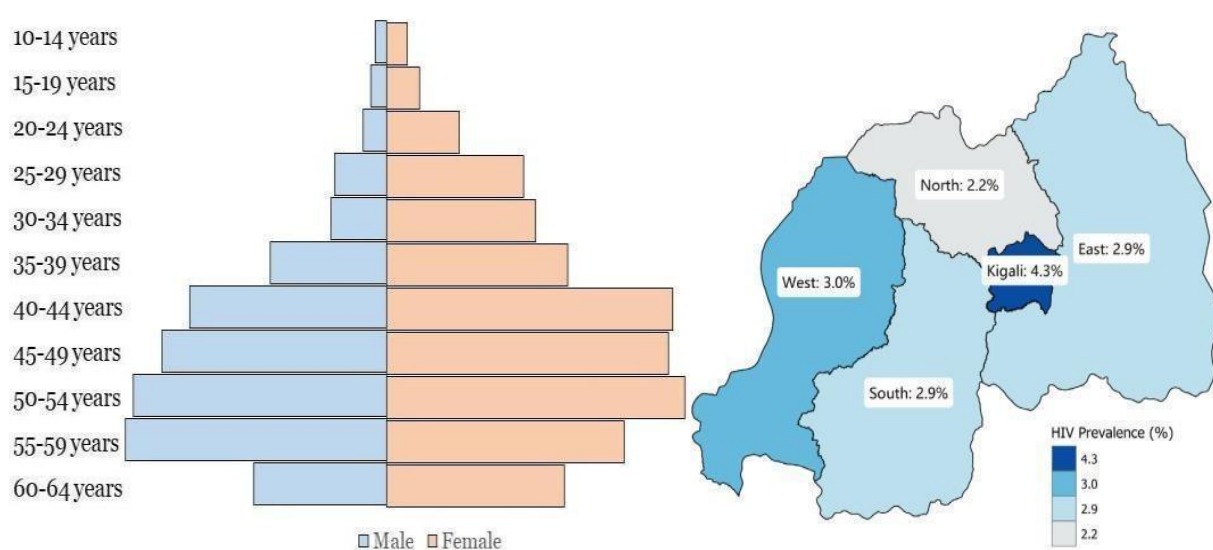 10-14 years
15-19 years
20-24 years
25-29 years
30-34 years
35-39 years
40-44 years
45-49 years
50-54 years
55-59 years
60-64 years
Male Female
North: 2.2%
East: 2.9%
Kigali: 4.3%
West: 3.0%
South: 2.9%
HIV Prevalence (%)
4.3
3.0
2.9
2.2